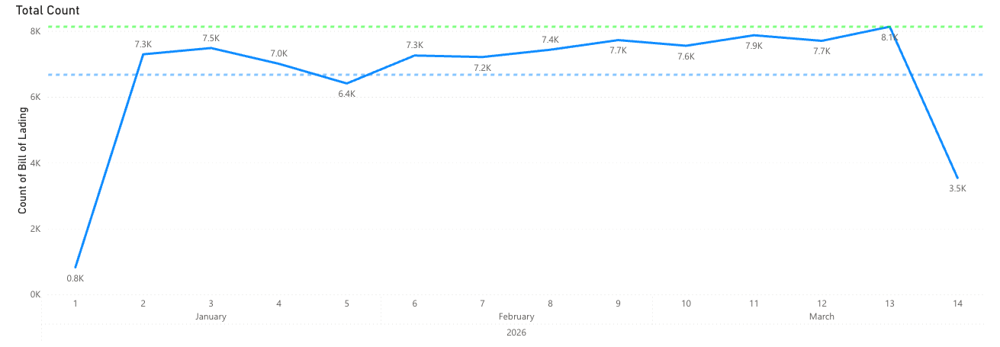 Total Count
8K
6K
4K
2K
0K
Count of Bill of Lading
0.8K
7.3K
7.5K
7.0K
6.4K
7.3K
7.2K
7.4K
7.7K
7.6K
7.9K
7.7K
8.1K
3.5K
1 2 3 4 5 6 7 8 9 10 11 12 13 14
January February March
2026